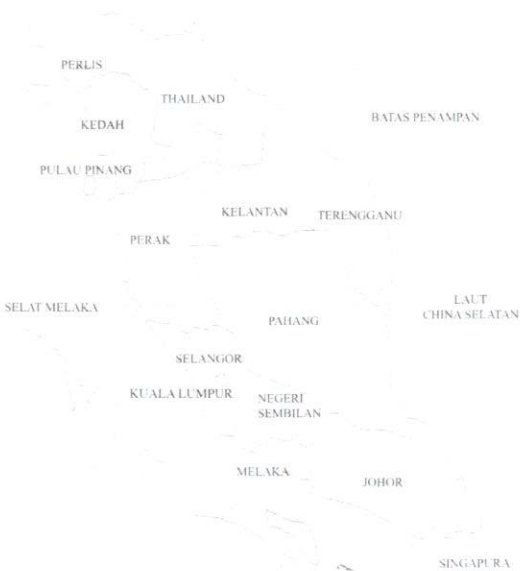 PERLIS
THAILAND
BATAS PENAMPAN
KEDAH
PULAU PINANG
KELANTAN
TERENGGANU
PERAK
SELAT MELAKA
LAUT
CHINA SELATAN
PAHANG
SELANGOR
KUALA LUMPUR
NEGERI
SEMBILAN
MELAKA
JOHOR
SINGAPURA